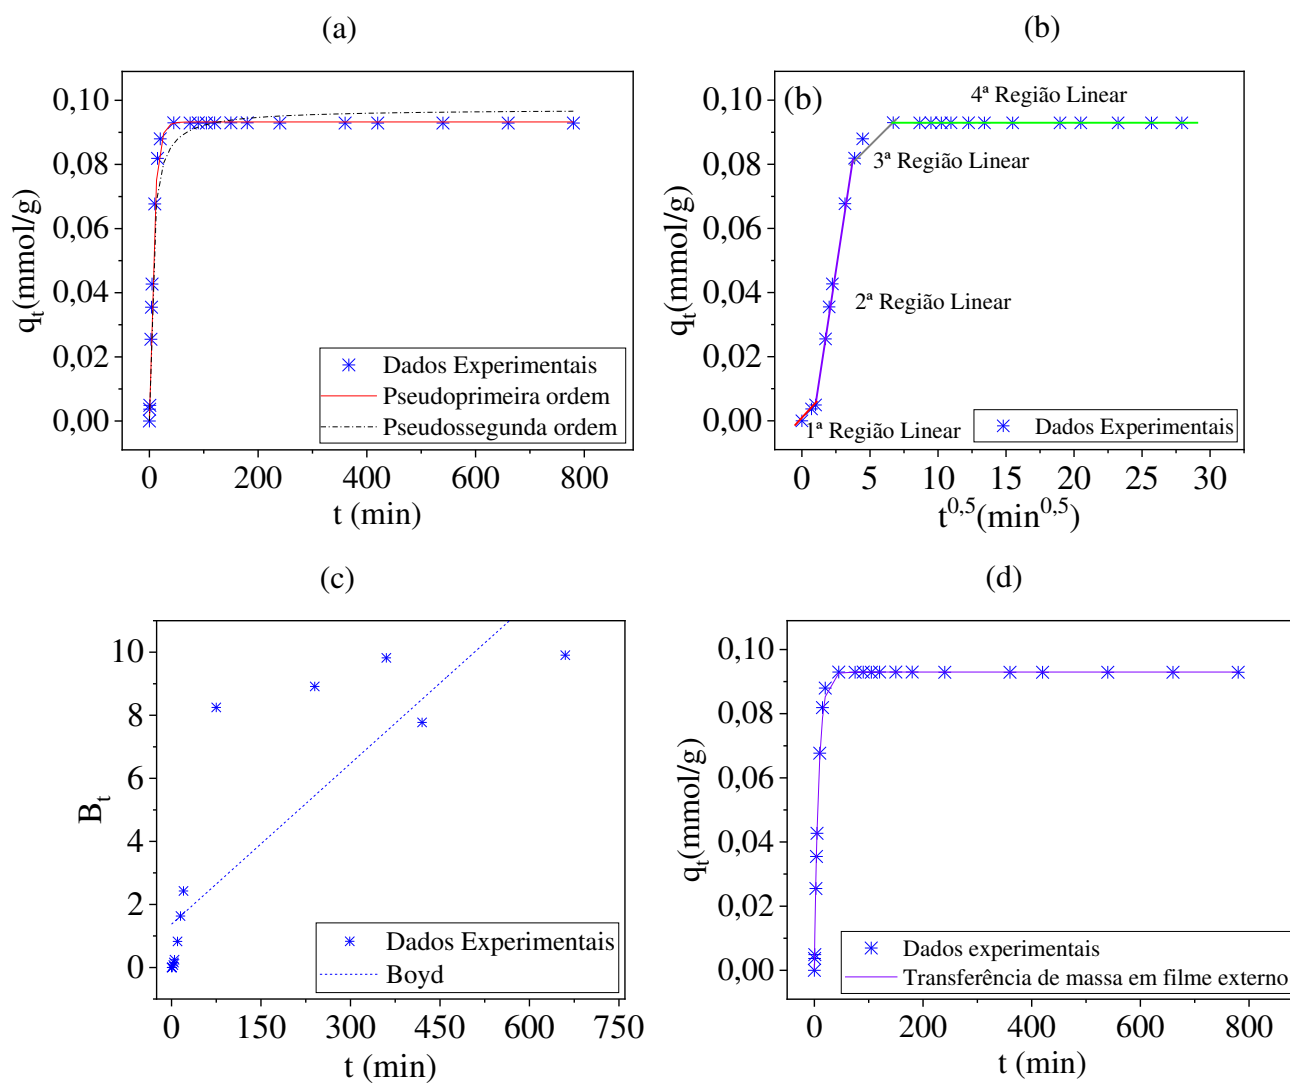 (a)
0,10
0,08
0,06
0,04
0,02
0,00
qt(mmol/g)
Dados Experimentais
Pseudoprimeira ordem
Pseudossegunda ordem
0 200 400 600 800
t (min)
(b)
(b)
4ª Região Linear
3ª Região Linear
2ª Região Linear
1ª Região Linear
0,10
0,08
0,06
0,04
0,02
0,00
qt(mmol/g)
Dados Experimentais
0 5 10 15 20 25 30
t^0,5(min^0,5)
(c)
10
8
6
4
2
0
Bt
Dados Experimentais
Boyd
0 150 300 450 600 750
t (min)
(d)
0,10
0,08
0,06
0,04
0,02
0,00
qt(mmol/g)
Dados experimentais
Transferência de massa em filme externo
0 200 400 600 800
t (min)